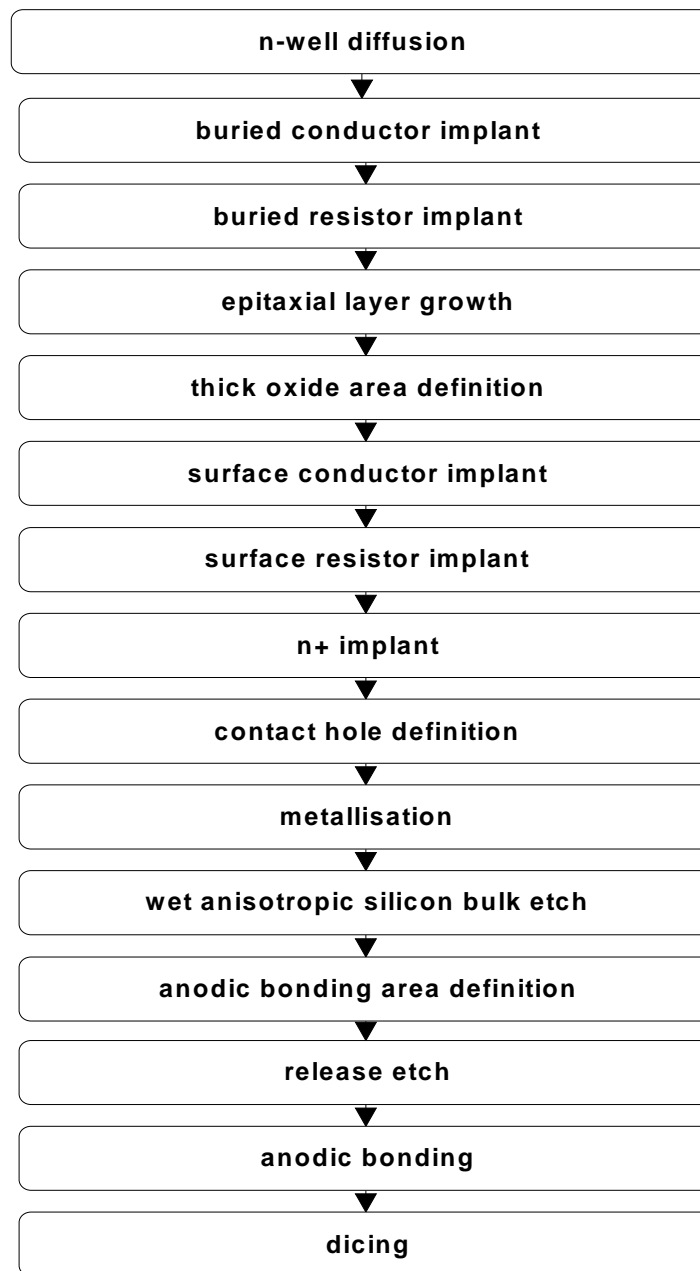 n-well diffusion
buried conductor implant
buried resistor implant
epitaxial layer growth
thick oxide area definition
surface conductor implant
surface resistor implant
n+ implant
contact hole definition
metallisation
wet anisotropic silicon bulk etch
anodic bonding area definition
release etch
anodic bonding
dicing